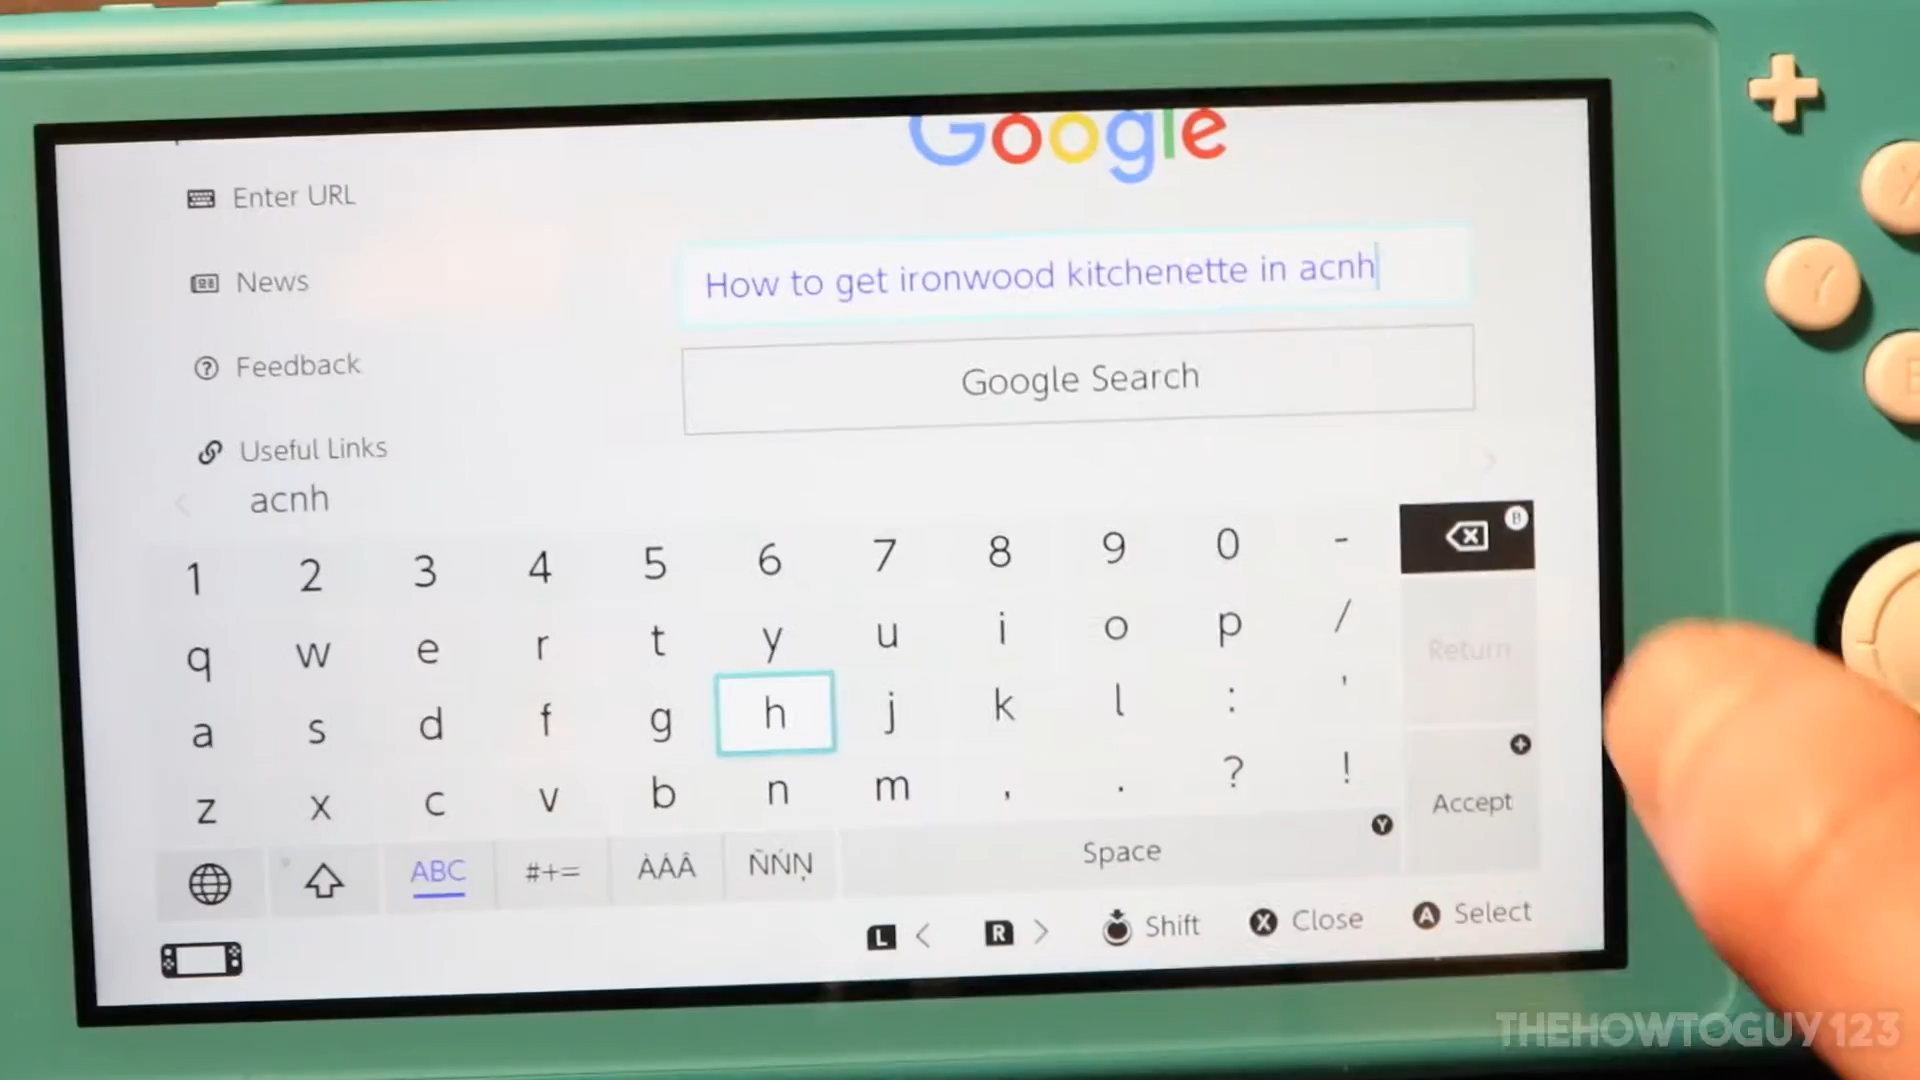 Google
Enter URL
How to get ironwood kitchenette in acnh
News
Google Search
Feedback
Useful Links
acnh
1 2 3 4 5 6 7 8 9 0 -
B
q w e r t y u i o p /
Return
a s d f g h j k l : '
z x c v b n m , . ? !
Accept
ABC #+= ÀÁÂ ÑŃŅ Space Y
L < R > Shift X Close A Select
X
Y
B
THEHOWTOGUY123